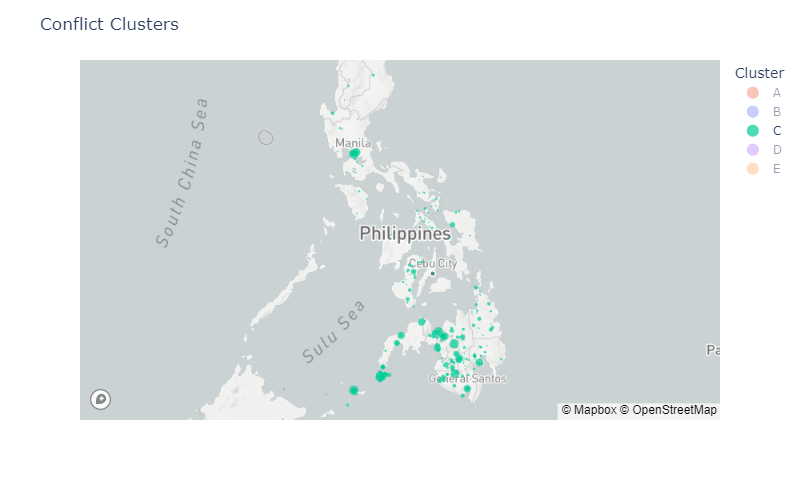 Conflict Clusters
Cluster
A
B
C
D
E
South China Sea
Manila
Philippines
Cebu City
Sulu Sea
General Santos
Pa
© Mapbox © OpenStreetMap